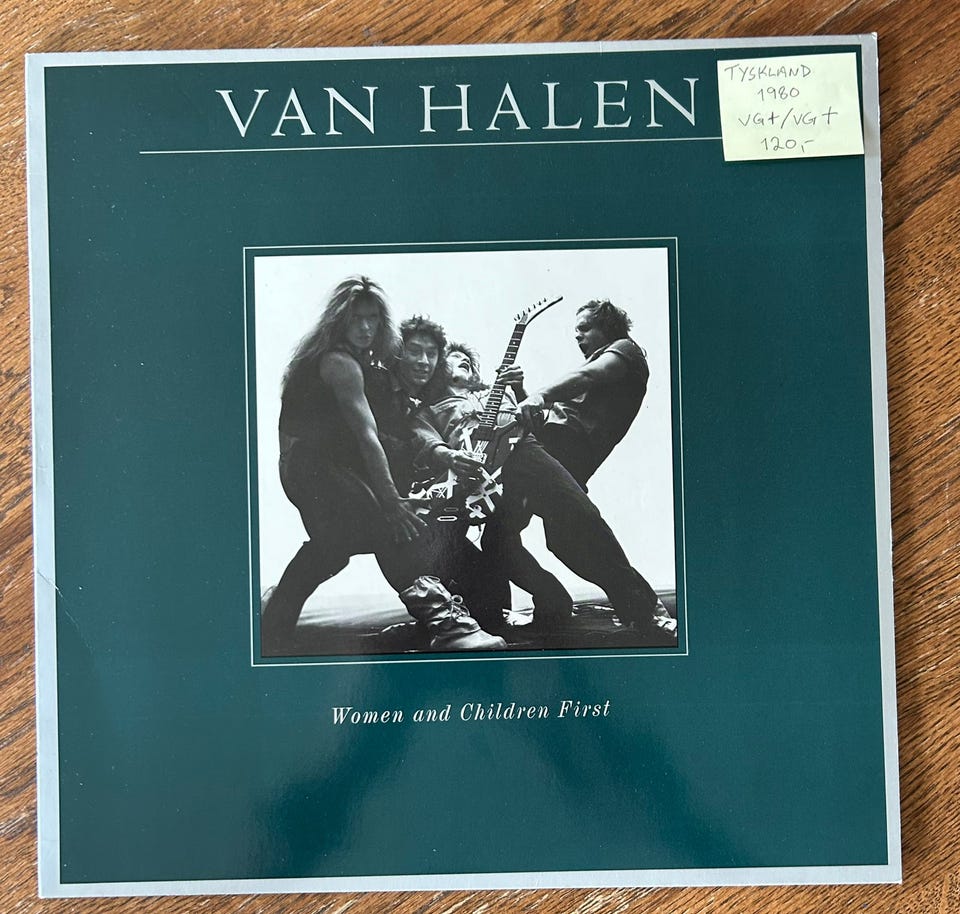 VAN HALEN
TYSKLAND
1980
VG+/VG+
120,-
Women and Children First